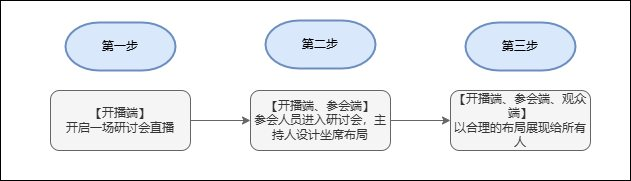 第一步
第二步
第三步
【开播端】
开启一场研讨会直播
【开播端、参会端】
参会人员进入研讨会，主
持人设计坐席布局
【开播端、参会端、观众
端】
以合理的布局展现给所有
人